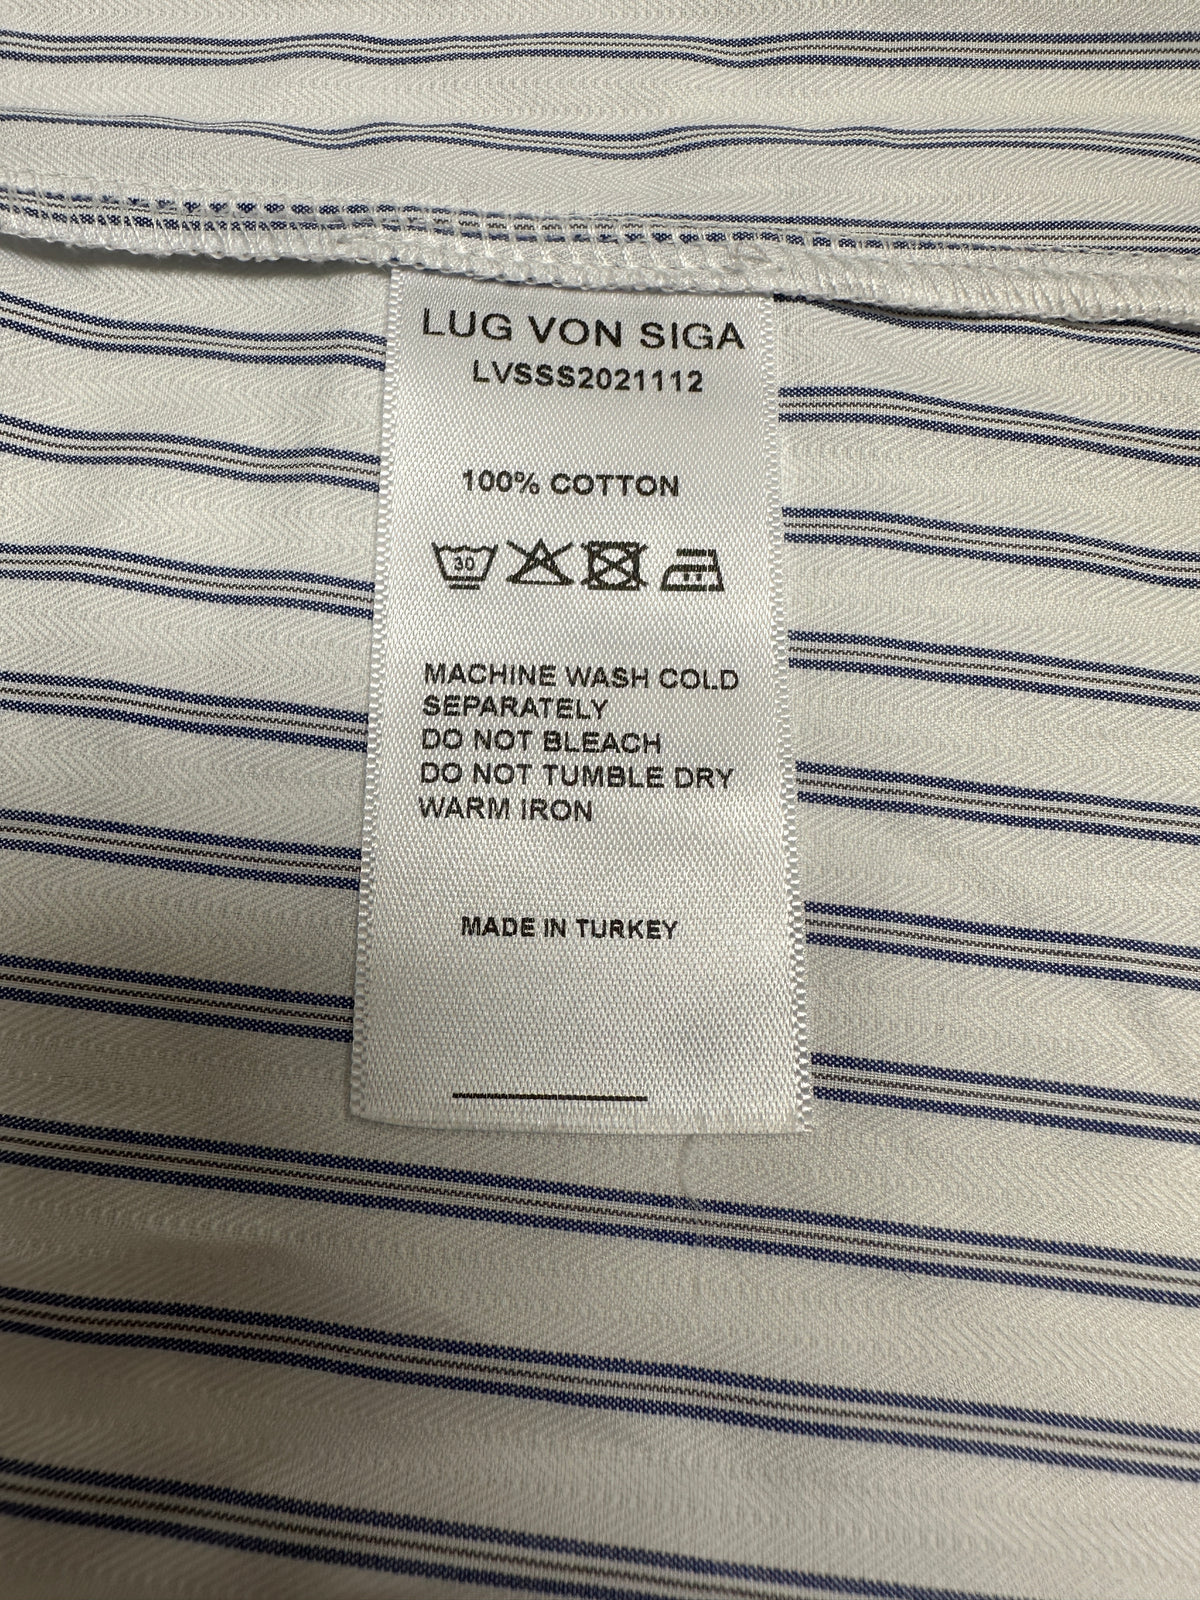 LUG VON SIGA
LVSSS2021112
100% COTTON
30
MACHINE WASH COLD
SEPARATELY
DO NOT BLEACH
DO NOT TUMBLE DRY
WARM IRON
MADE IN TURKEY